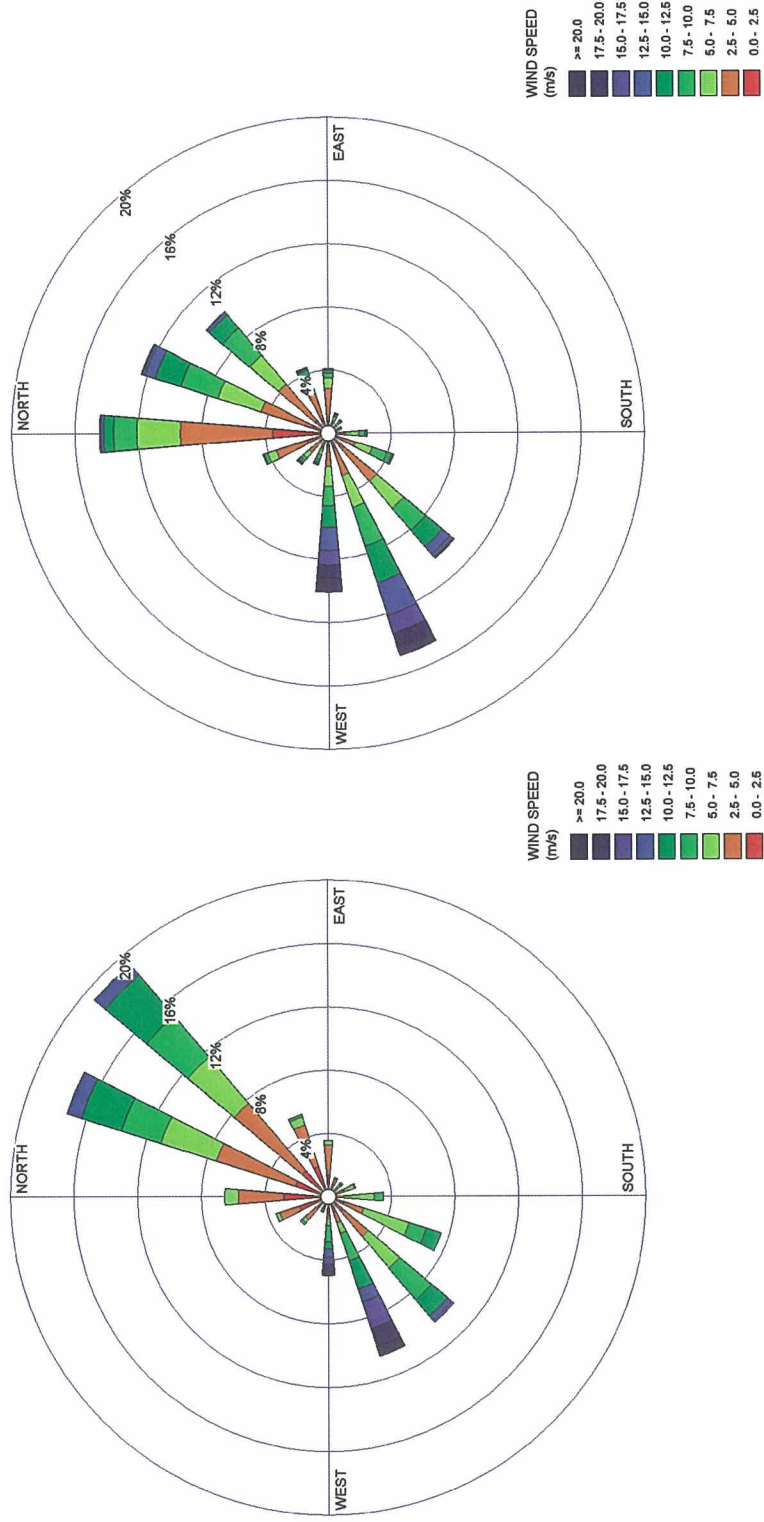 NORTH
20%
16%
12%
8%
4%
WEST
EAST
SOUTH
WIND SPEED
(m/s)
>= 20.0
17.5 - 20.0
15.0 - 17.5
12.5 - 15.0
10.0 - 12.5
7.5 - 10.0
5.0 - 7.5
2.5 - 5.0
0.0 - 2.5
NORTH
20%
16%
12%
8%
4%
WEST
EAST
SOUTH
WIND SPEED
(m/s)
>= 20.0
17.5 - 20.0
15.0 - 17.5
12.5 - 15.0
10.0 - 12.5
7.5 - 10.0
5.0 - 7.5
2.5 - 5.0
0.0 - 2.5